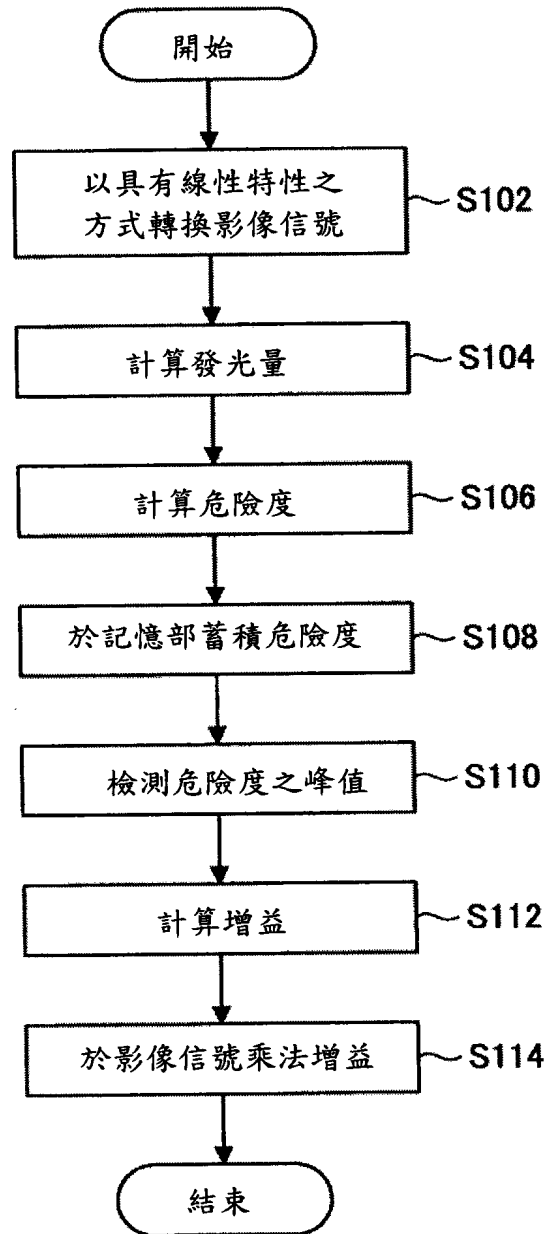 開始
以具有線性特性之
方式轉換影像信號
S102
計算發光量
S104
計算危險度
S106
於記憶部蓄積危險度
S108
檢測危險度之峰值
S110
計算增益
S112
於影像信號乘法增益
S114
結束